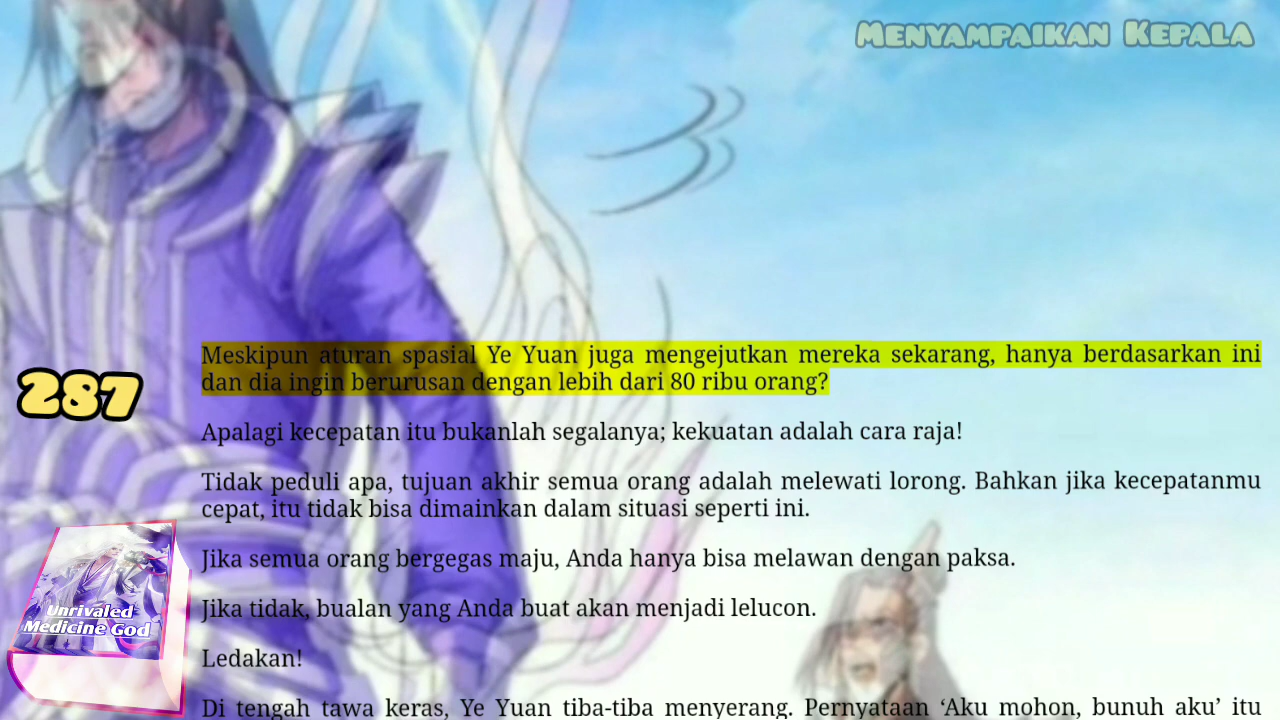 Menyampaikan Kepala
Meskipun aturan spasial Ye Yuan juga mengejutkan mereka sekarang, hanya berdasarkan ini
dan dia ingin berurusan dengan lebih dari 80 ribu orang?
287
Apalagi kecepatan itu bukanlah segalanya; kekuatan adalah cara raja!
Tidak peduli apa, tujuan akhir semua orang adalah melewati lorong. Bahkan jika kecepatanmu
cepat, itu tidak bisa dimainkan dalam situasi seperti ini.
Jika semua orang bergegas maju, Anda hanya bisa melawan dengan paksa.
Jika tidak, bualan yang Anda buat akan menjadi lelucon.
Unrivaled
Medicine God
Ledakan!
Di tengah tawa keras, Ye Yuan tiba-tiba menyerang. Pernyataan ‘Aku mohon, bunuh aku’ itu